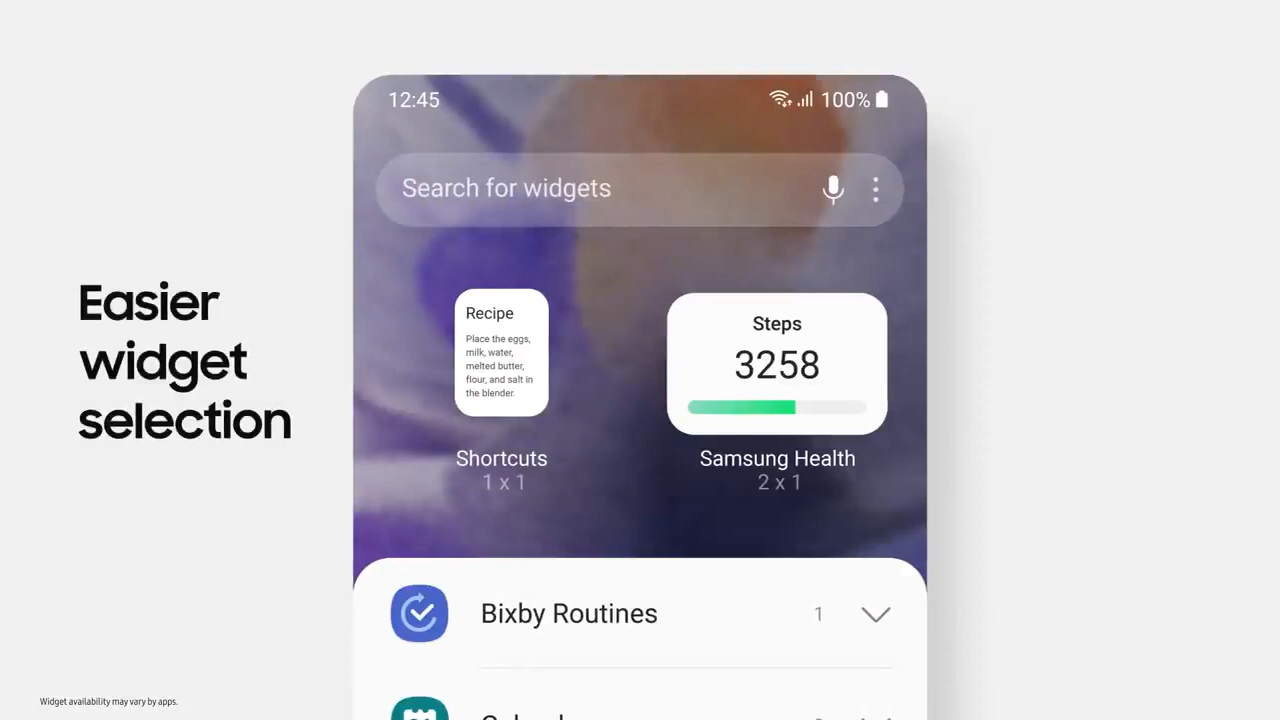 12:45
100%
Search for widgets
Easier
widget
selection
Recipe
Place the eggs,
milk, water,
melted butter,
flour, and salt in
the blender.
Shortcuts
1 x 1
Steps
3258
Samsung Health
2 x 1
Bixby Routines
1
Widget availability may vary by apps.